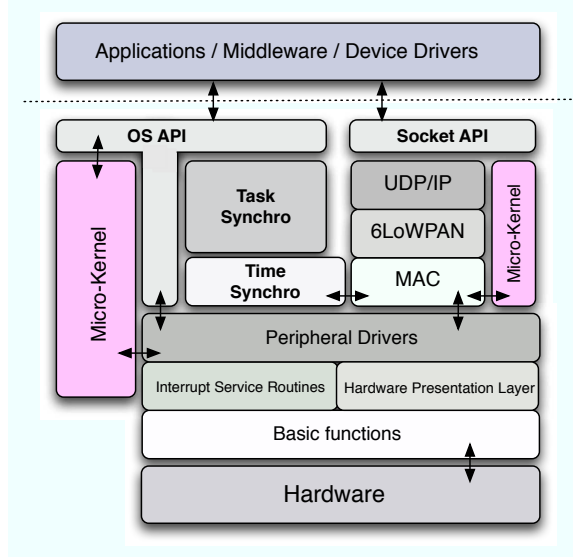 Applications / Middleware / Device Drivers
OS API
Socket API
Micro-Kernel
Task
Synchro
UDP/IP
6LoWPAN
Micro-Kernel
Time
Synchro
MAC
Peripheral Drivers
Interrupt Service Routines
Hardware Presentation Layer
Basic functions
Hardware